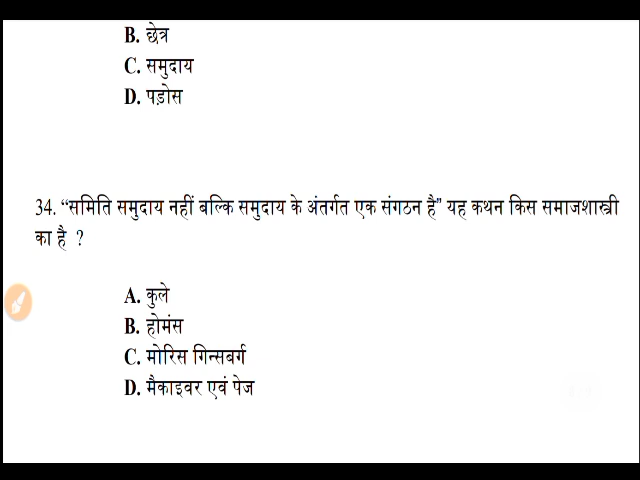 B. छेत्र
C. समुदाय
D. पड़ोस
34. “समिति समुदाय नहीं बल्कि समुदाय के अंतर्गत एक संगठन है” यह कथन किस समाजशास्त्री
का है ?
A. कुले
B. होमंस
C. मोरिस गिन्सबर्ग
D. मैकाइवर एवं पेज